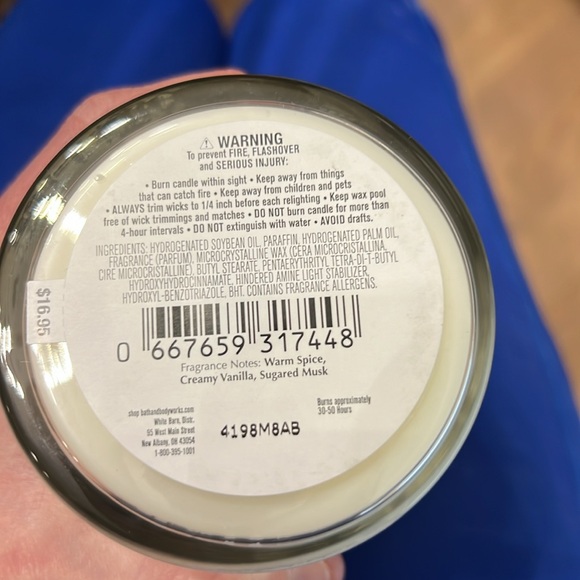 ⚠ WARNING
To prevent FIRE, FLASHOVER
and SERIOUS INJURY:
• Burn candle within sight • Keep away from things
that can catch fire • Keep away from children and pets
• ALWAYS trim wicks to 1/4 inch before each relighting • Keep wax pool
free of wick trimmings and matches • DO NOT burn candle for more than
4-hour intervals • DO NOT extinguish with water • AVOID drafts.
INGREDIENTS: HYDROGENATED SOYBEAN OIL, PARAFFIN, HYDROGENATED PALM OIL,
FRAGRANCE (PARFUM), MICROCRYSTALLINE WAX (CERA MICROCRISTALLINA,
CIRE MICROCRISTALLINE), BUTYL STEARATE, PENTAERYTHRITYL TETRA-DI-T-BUTYL
HYDROXYHYDROCINNAMATE, HINDERED AMINE LIGHT STABILIZER,
HYDROXYL-BENZOTRIAZOLE, BHT. CONTAINS FRAGRANCE ALLERGENS.
$16.95
0 667659 317448
Fragrance Notes: Warm Spice,
Creamy Vanilla, Sugared Musk
shop bathandbodyworks.com
White Barn, Distr.
95 West Main Street
New Albany, OH 43054
1-800-395-1001
4198M8AB
Burns approximately
30-50 Hours